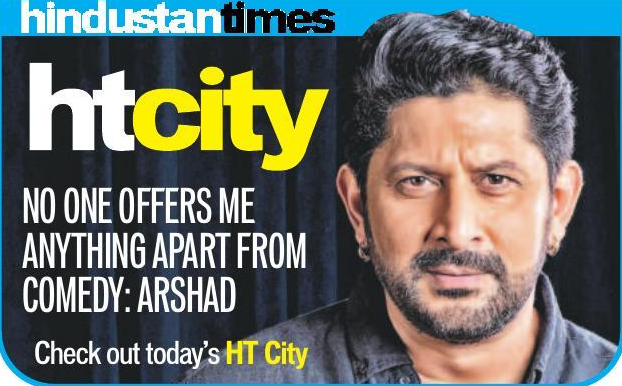 hindustantimes
htcity
NO ONE OFFERS ME
ANYTHING APART FROM
COMEDY: ARSHAD
Check out today's HT City